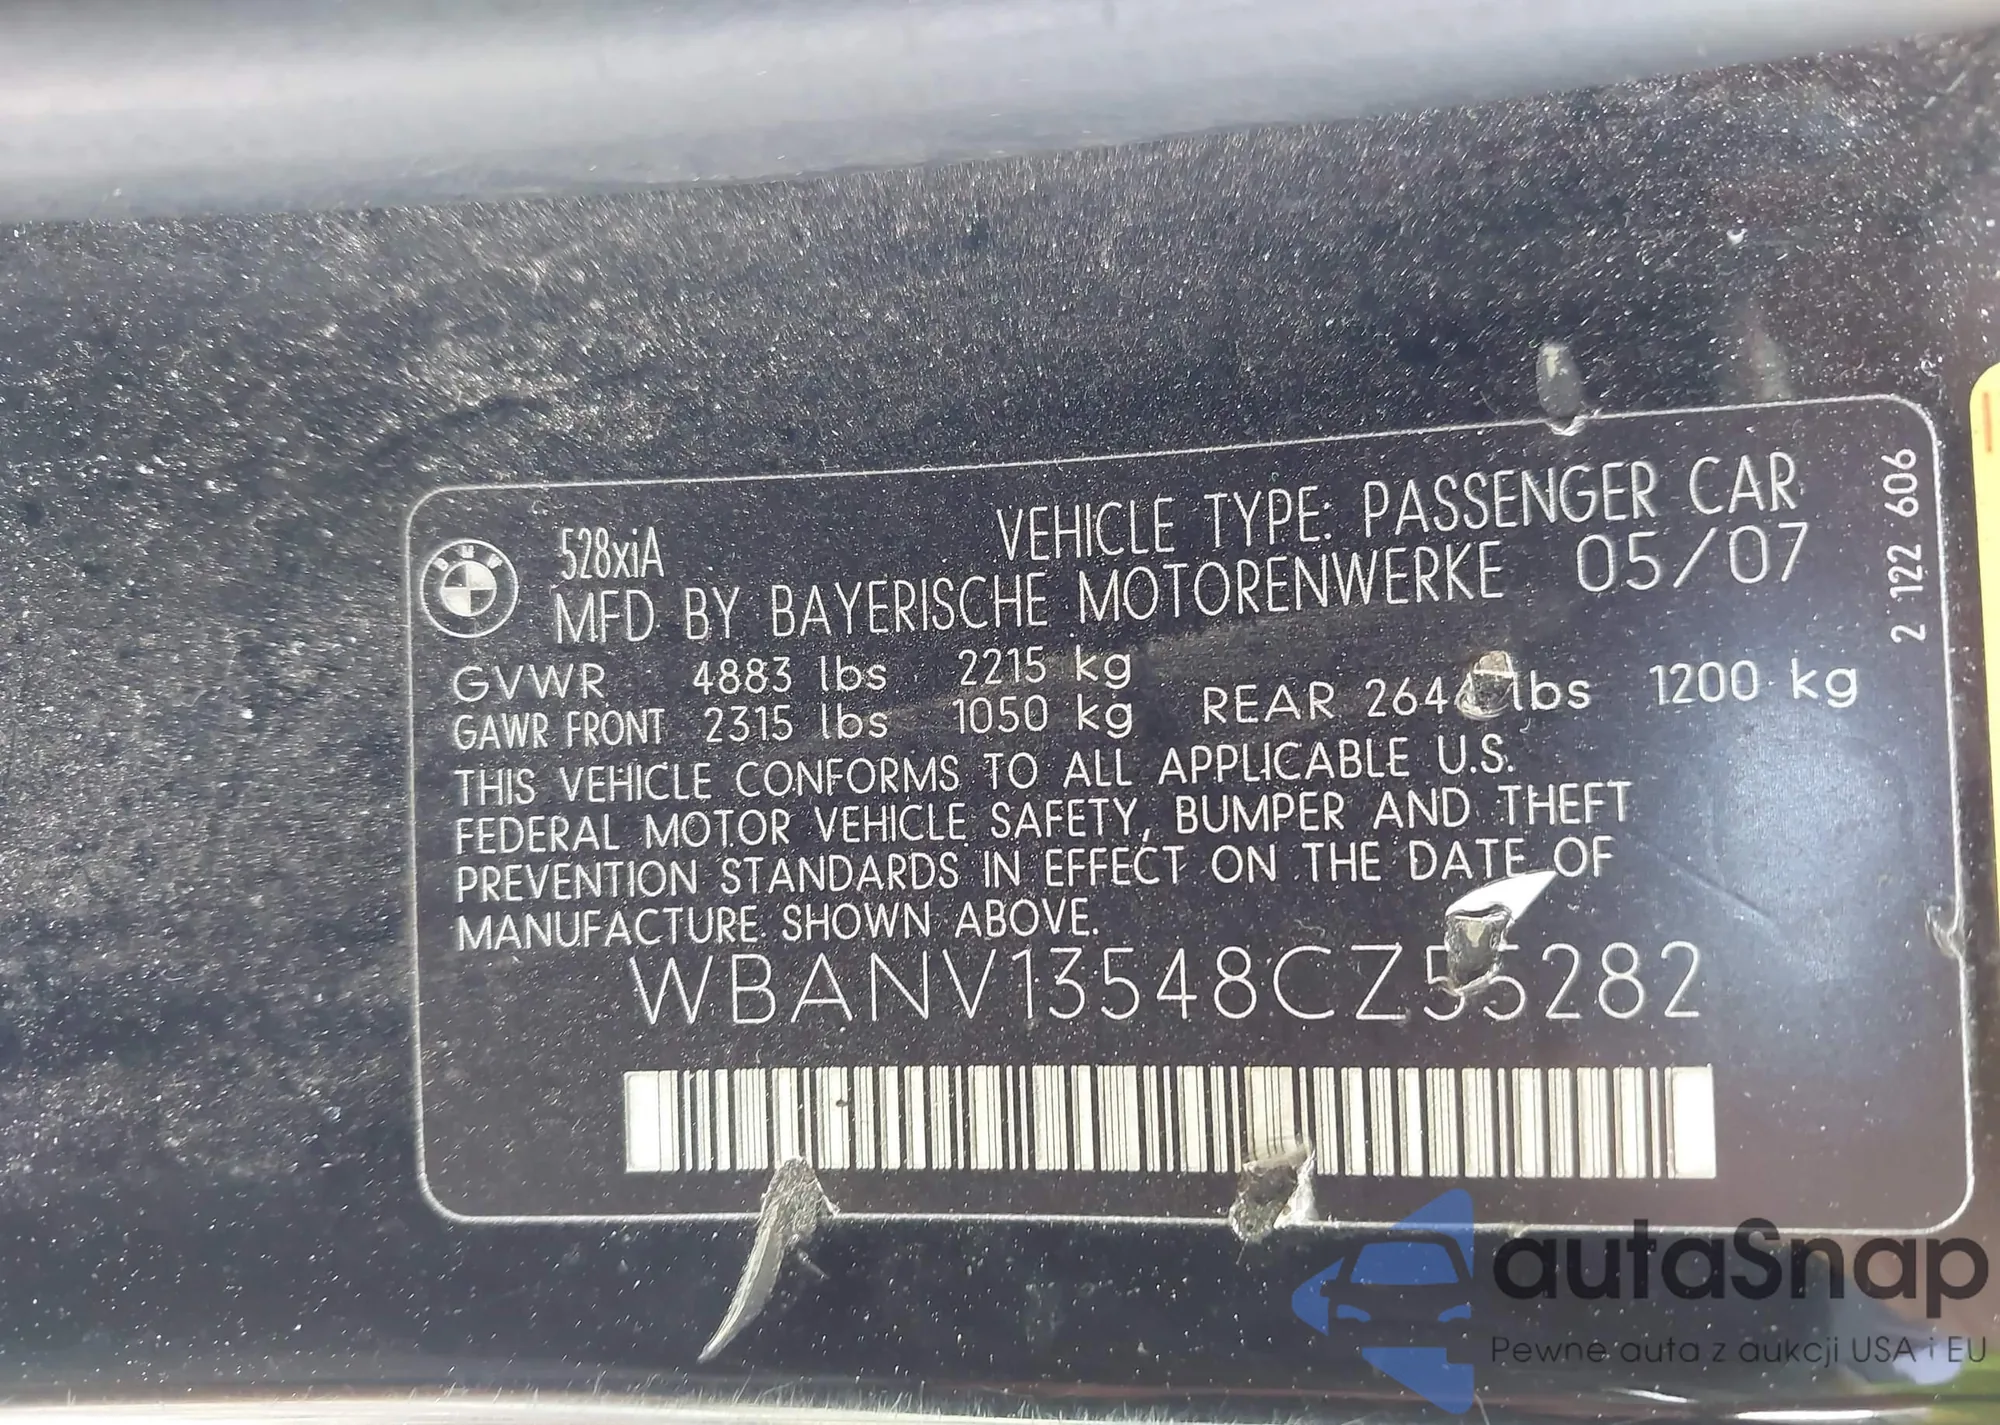 528xiA VEHICLE TYPE: PASSENGER CAR
MFD BY BAYERISCHE MOTORENWERKE 05/07
GVWR 4883 lbs 2215 kg
GAWR FRONT 2315 lbs 1050 kg REAR lbs 1200 kg
THIS VEHICLE CONFORMS TO ALL APPLICABLE U.S.
FEDERAL MOTOR VEHICLE SAFETY, BUMPER AND THEFT
PREVENTION STANDARDS IN EFFECT ON THE DATE OF
MANUFACTURE SHOWN ABOVE.
WBANV13548CZ55282
2 122 606
autaSnap
Pewne auta z aukcji USA i EU